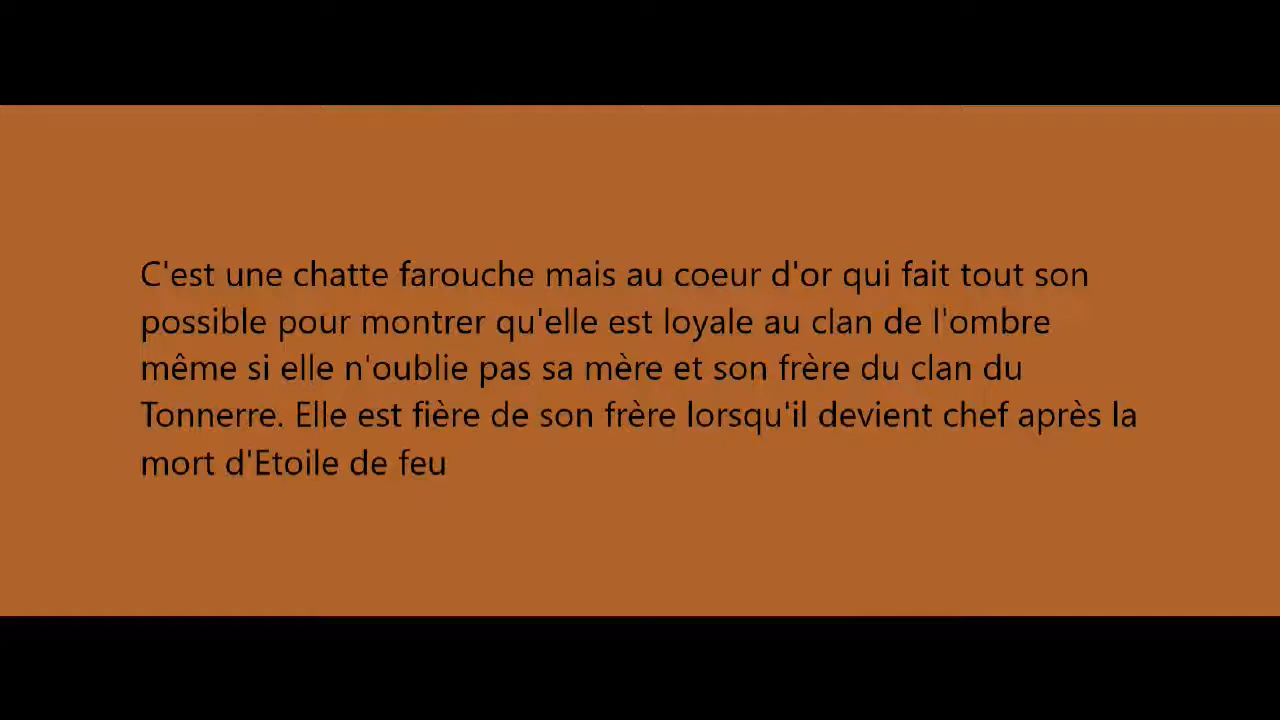 C'est une chatte farouche mais au coeur d'or qui fait tout son
possible pour montrer qu'elle est loyale au clan de l'ombre
même si elle n'oublie pas sa mère et son frère du clan du
Tonnerre. Elle est fière de son frère lorsqu'il devient chef après la
mort d'Etoile de feu